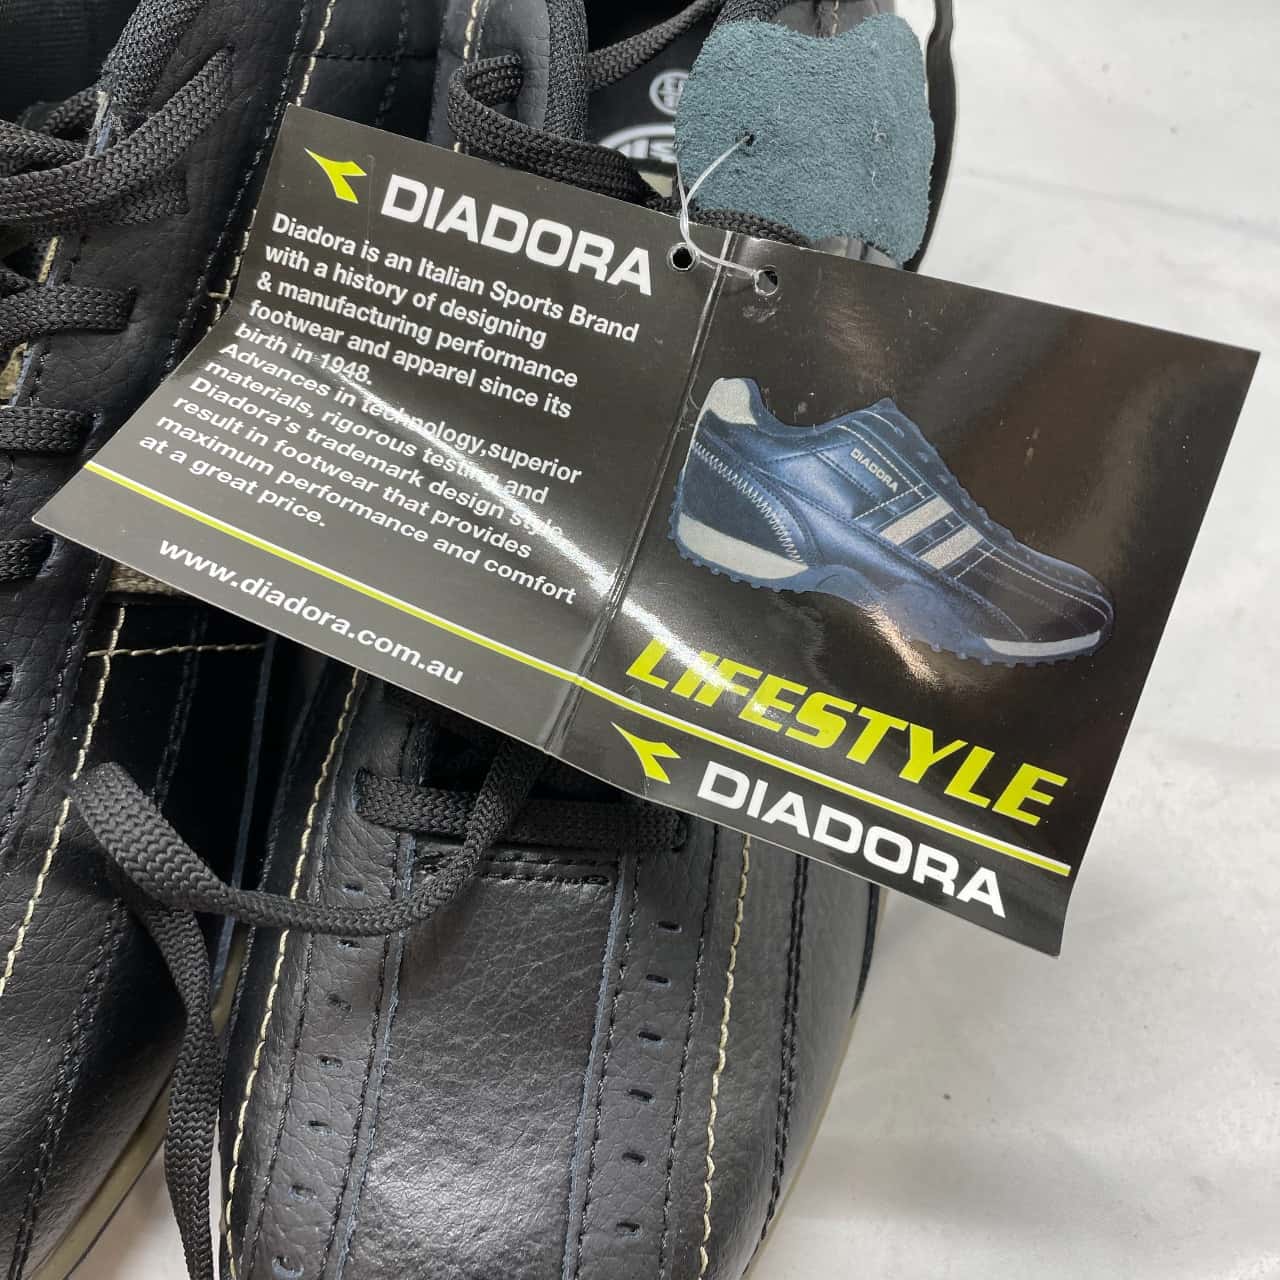 DIADORA
Diadora is an Italian Sports Brand
with a history of designing
& manufacturing performance
footwear and apparel since its
birth in 1948.
Advances in technology,superior
materials, rigorous testing and
Diadora's trademark design style
result in footwear that provides
maximum performance and comfort
at a great price.
www.diadora.com.au
DIADORA
LIFESTYLE
DIADORA